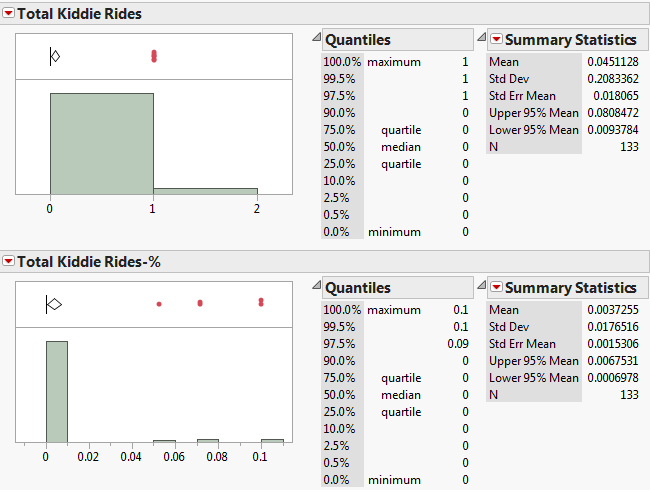 Total Kiddie Rides
0 1 2
Quantiles
100.0% maximum 1
99.5% 1
97.5% 1
90.0% 0
75.0% quartile 0
50.0% median 0
25.0% quartile 0
10.0% 0
2.5% 0
0.5% 0
0.0% minimum 0
Summary Statistics
Mean 0.0451128
Std Dev 0.2083362
Std Err Mean 0.018065
Upper 95% Mean 0.0808472
Lower 95% Mean 0.0093784
N 133
Total Kiddie Rides-%
0 0.02 0.04 0.06 0.08 0.1
Quantiles
100.0% maximum 0.1
99.5% 0.1
97.5% 0.09
90.0% 0
75.0% quartile 0
50.0% median 0
25.0% quartile 0
10.0% 0
2.5% 0
0.5% 0
0.0% minimum 0
Summary Statistics
Mean 0.0037255
Std Dev 0.0176516
Std Err Mean 0.0015306
Upper 95% Mean 0.0067531
Lower 95% Mean 0.0006978
N 133